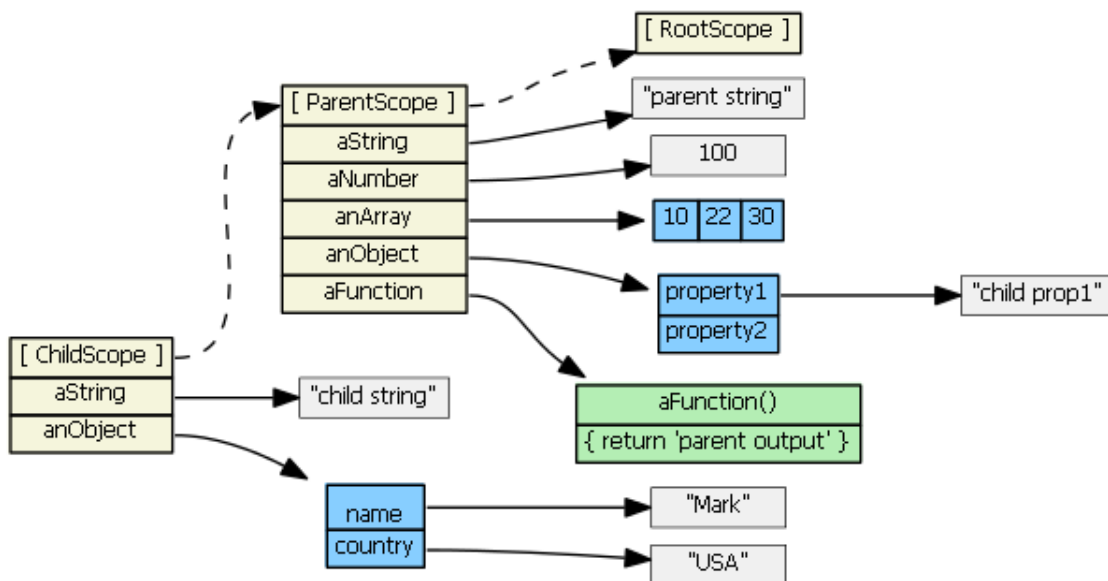 [ RootScope ]
[ ParentScope ]
"parent string"
aString
100
aNumber
anArray
10 22 30
anObject
aFunction
property1
"child prop1"
property2
[ ChildScope ]
aString
"child string"
anObject
aFunction()
{ return 'parent output' }
name
"Mark"
country
"USA"